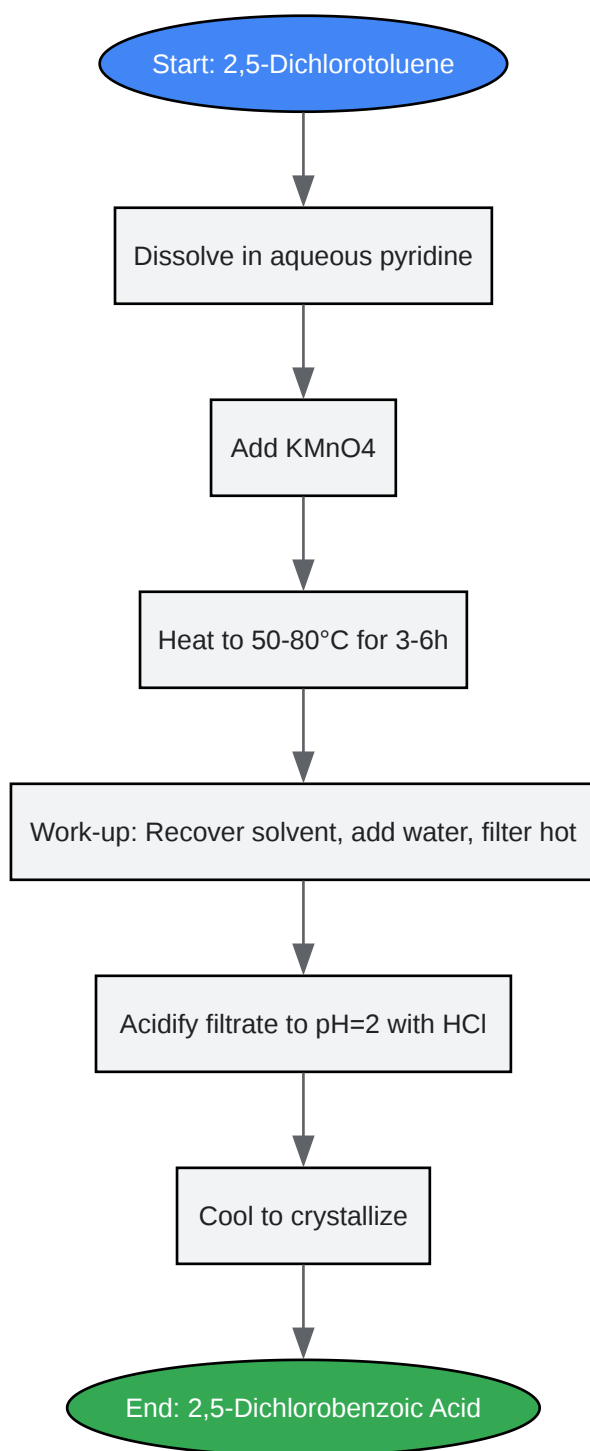 Start: 2,5-Dichlorotoluene
Dissolve in aqueous pyridine
Add KMnO4
Heat to 50-80°C for 3-6h
Work-up: Recover solvent, add water, filter hot
Acidify filtrate to pH=2 with HCl
Cool to crystallize
End: 2,5-Dichlorobenzoic Acid